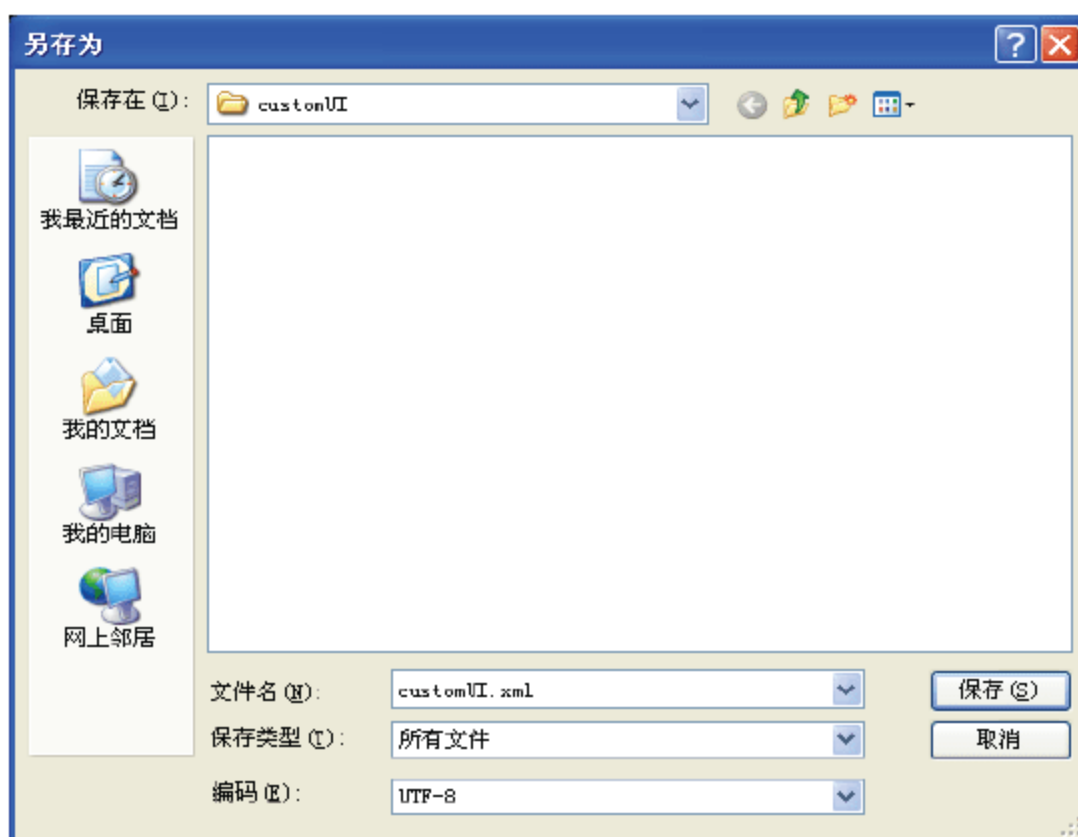 另存为
保存在(I):
customUI
我最近的文档
桌面
我的文档
我的电脑
网上邻居
文件名(N):
customUI.xml
保存(S)
保存类型(T):
所有文件
取消
编码(E):
UTF-8